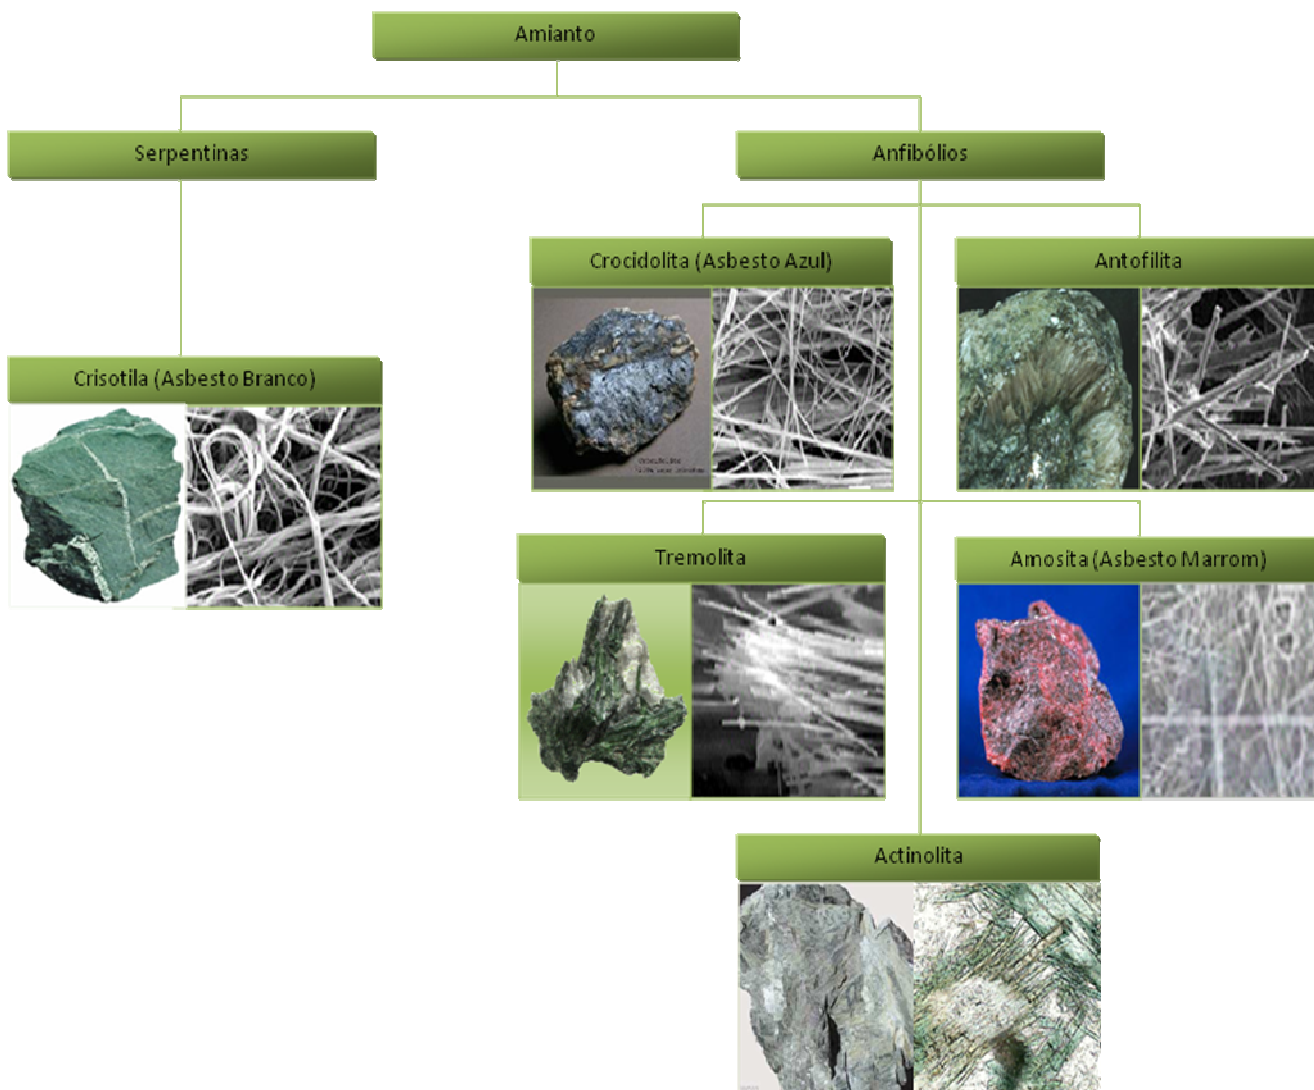 Amianto
Serpentinas
Anfibólios
Crocidolita (Asbesto Azul)
Antofilita
Crisotila (Asbesto Branco)
Tremolita
Amosita (Asbesto Marrom)
Actinolita